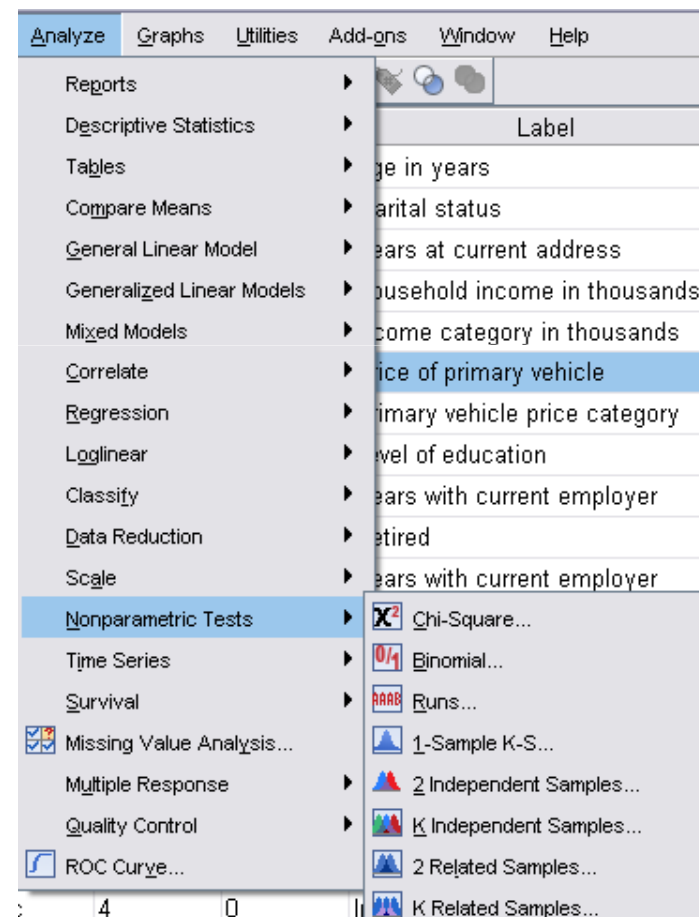 Analyze Graphs Utilities Add-ons Window Help
Reports
Label
Descriptive Statistics
Tables ge in years
Compare Means arital status
General Linear Model ears at current address
Generalized Linear Models ousehold income in thousands
Mixed Models come category in thousands
Correlate ice of primary vehicle
Regression rimary vehicle price category
Loglinear vel of education
Classify ears with current employer
Data Reduction etired
Scale ears with current employer
Nonparametric Tests X² Chi-Square...
Time Series 0/1 Binomial...
Survival AAAB Runs...
Missing Value Analysis... 1-Sample K-S...
Multiple Response 2 Independent Samples...
Quality Control K Independent Samples...
ROC Curve... 2 Related Samples...
4 0 K Related Samples...